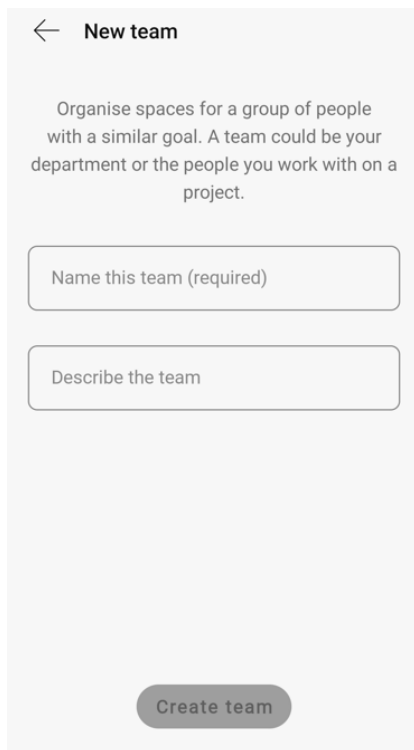 New team
Organise spaces for a group of people
with a similar goal. A team could be your
department or the people you work with on a
project.
Name this team (required)
Describe the team
Create team